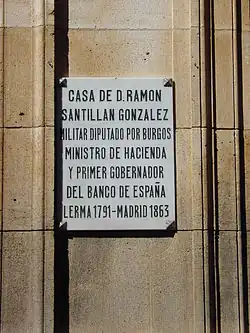 CASA DE D. RAMON
SANTILLAN GONZALEZ
MILITAR DIPUTADO POR BURGOS
MINISTRO DE HACIENDA
Y PRIMER GOBERNADOR
DEL BANCO DE ESPAÑA
LERMA 1791-MADRID 1863